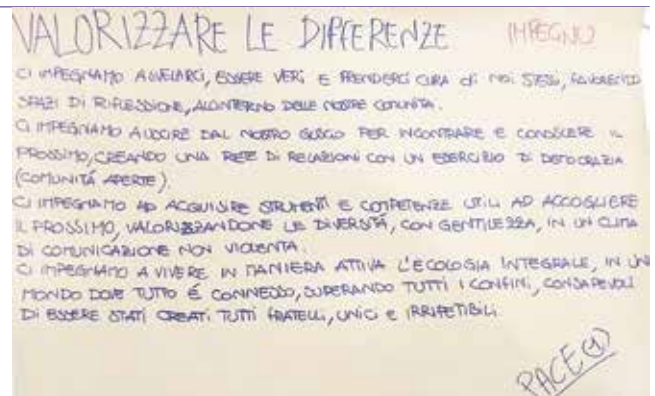 VALORIZZARE LE DIFFERENZE IMPEGNO
CI IMPEGNAMO A SVELARCI, ESSERE VERI E PRENDERCI CURA di NOI STESSI, FAVORENDO
SPAZI DI RIFLESSIONE, ALL'INTERNO DELLE NOSTRE COMUNITÀ.
CI IMPEGNAMO A USCIRE DAL NOSTRO GUSCIO PER INCONTRARE E CONOSCERE IL
PROSSIMO, CREANDO UNA RETE DI RELAZIONI CON UN ESERCIZIO DI DEMOCRAZIA
(COMUNITÁ APERTE).
CI IMPEGNAMO AD ACQUISIRE STRUMENTI E COMPETENZE UTILI AD ACCOGLIERE
IL PROSSIMO, VALORIZZANDONE LE DIVERSITÁ, CON GENTILEZZA, IN UN CLIMA
DI COMUNICAZIONE NON VIOLENTA.
CI IMPEGNAMO A VIVERE IN MANIERA ATTIVA L'ECOLOGIA INTEGRALE, IN UN
MONDO DOVE TUTTO É CONNESSO, SUPERANDO TUTTI I CONFINI, CONSAPEVOLI
DI ESSERE STATI CREATI TUTTI FRATELLI, UNICI E IRRIPETIBILI.
PACE (1)